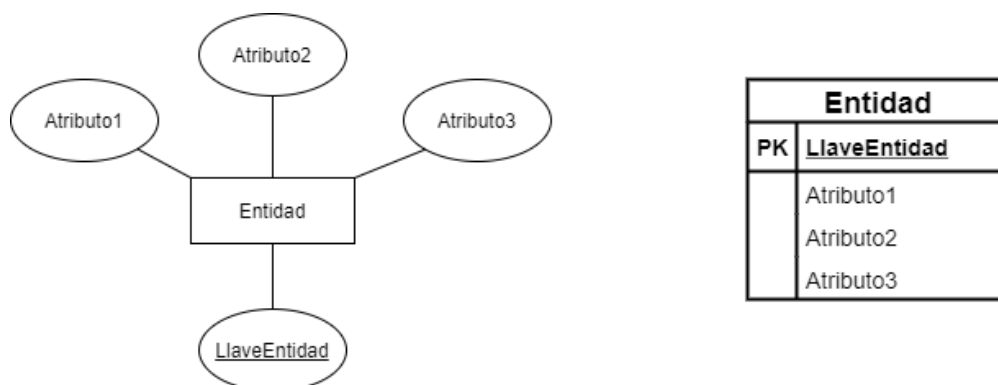 Atributo2
Atributo1
Atributo3
Entidad
LlaveEntidad
Entidad
PK LlaveEntidad
Atributo1
Atributo2
Atributo3